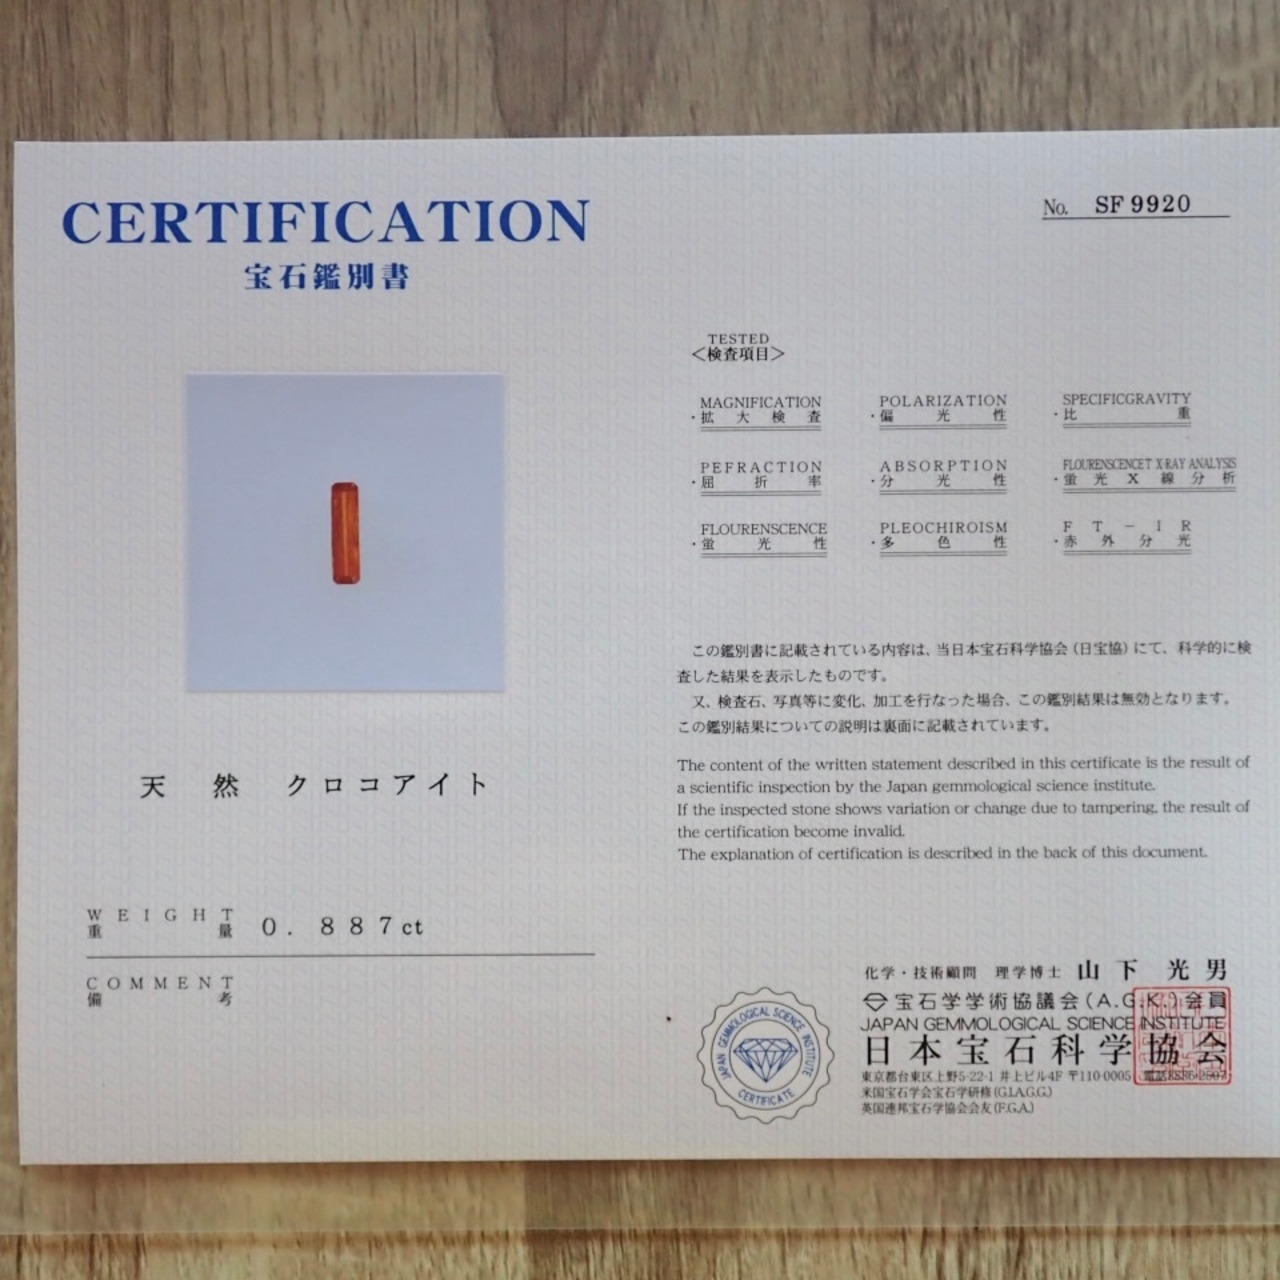 CERTIFICATION
宝石鑑別書
No. SF 9920
TESTED
<検査項目>
MAGNIFICATION
・拡大検査
POLARIZATION
・偏光性
SPECIFICGRAVITY
・比重
PEFRACTION
・屈折率
ABSORPTION
・分光性
FLOURENSCENCET X-RAY ANALYSIS
・蛍光X線分析
FLOURENSCENCE
・蛍光性
PLEOCHIROISM
・多色性
FT-IR
・赤外分光
この鑑別書に記載されている内容は、当日本宝石科学協会(日宝協)にて、科学的に検
査した結果を表示したものです。
又、検査石、写真等に変化、加工を行なった場合、この鑑別結果は無効となります。
この鑑別結果についての説明は裏面に記載されています。
The content of the written statement described in this certificate is the result of
a scientific inspection by the Japan gemmological science institute.
If the inspected stone shows variation or change due to tampering, the result of
the certification become invalid.
The explanation of certification is described in the back of this document.
天然 クロコアイト
WEIGHT
重量 0.887ct
COMMENT
備考
化学・技術顧問 理学博士 山下光男
宝石学学術協議会(A.G.K.)会員
JAPAN GEMMOLOGICAL SCIENCE INSTITUTE
日本宝石科学協会
東京都台東区上野5-22-1 井上ビル4F 〒110-0005 電話
米国宝石学会宝石学研修(G.I.A.G.G.)
英国連邦宝石学協会会友(F.G.A.)
JAPAN GEMMOLOGICAL SCIENCE INSTITUTE
CERTIFICATE